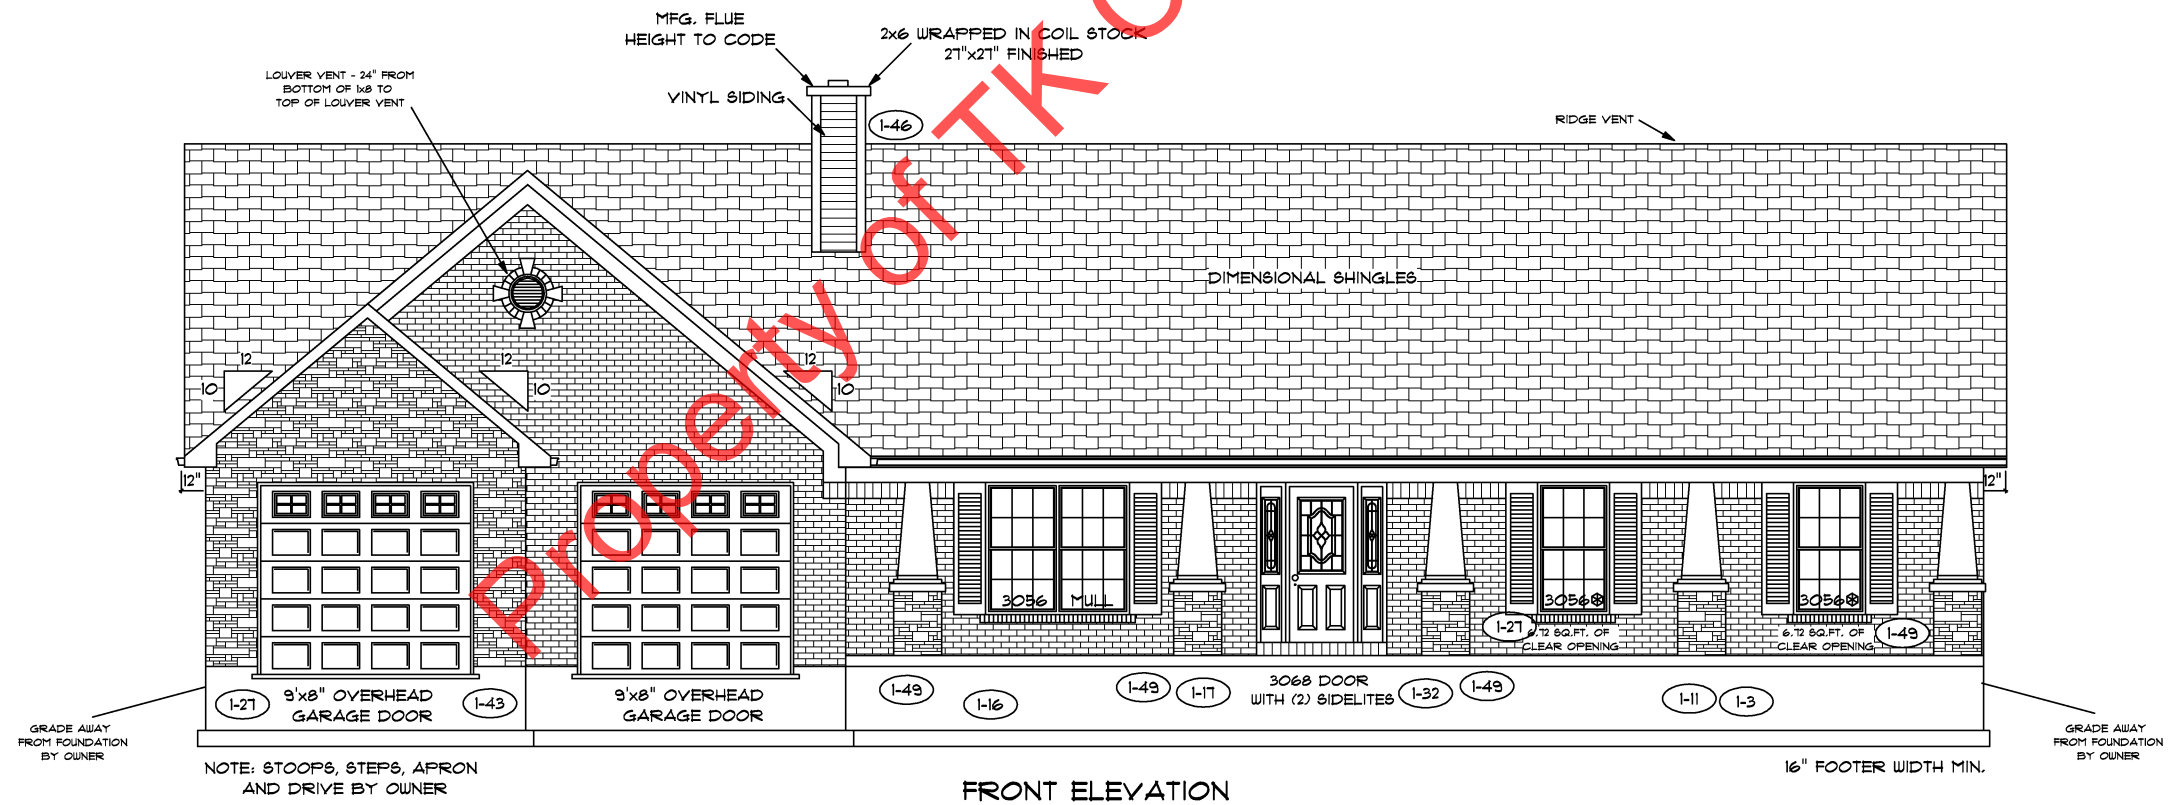 MFG. FLUE
HEIGHT TO CODE
2x6 WRAPPED IN COIL STOCK
27"x27" FINISHED
LOUVER VENT - 24" FROM
BOTTOM OF 1x8 TO
TOP OF LOUVER VENT
VINYL SIDING
1-46
RIDGE VENT
DIMENSIONAL SHINGLES
12
10
12
10
12
10
12"
12"
Property of TK
3056 MULL
3056
3056
1-27
6.72 SQ.FT. OF
CLEAR OPENING
6.72 SQ.FT. OF
CLEAR OPENING
1-49
1-27
9'x8" OVERHEAD
GARAGE DOOR
1-43
9'x8" OVERHEAD
GARAGE DOOR
1-49
1-16
1-49
1-17
3068 DOOR
WITH (2) SIDELITES
1-32
1-49
1-11
1-3
GRADE AWAY
FROM FOUNDATION
BY OWNER
GRADE AWAY
FROM FOUNDATION
BY OWNER
NOTE: STOOPS, STEPS, APRON
AND DRIVE BY OWNER
FRONT ELEVATION
16" FOOTER WIDTH MIN.